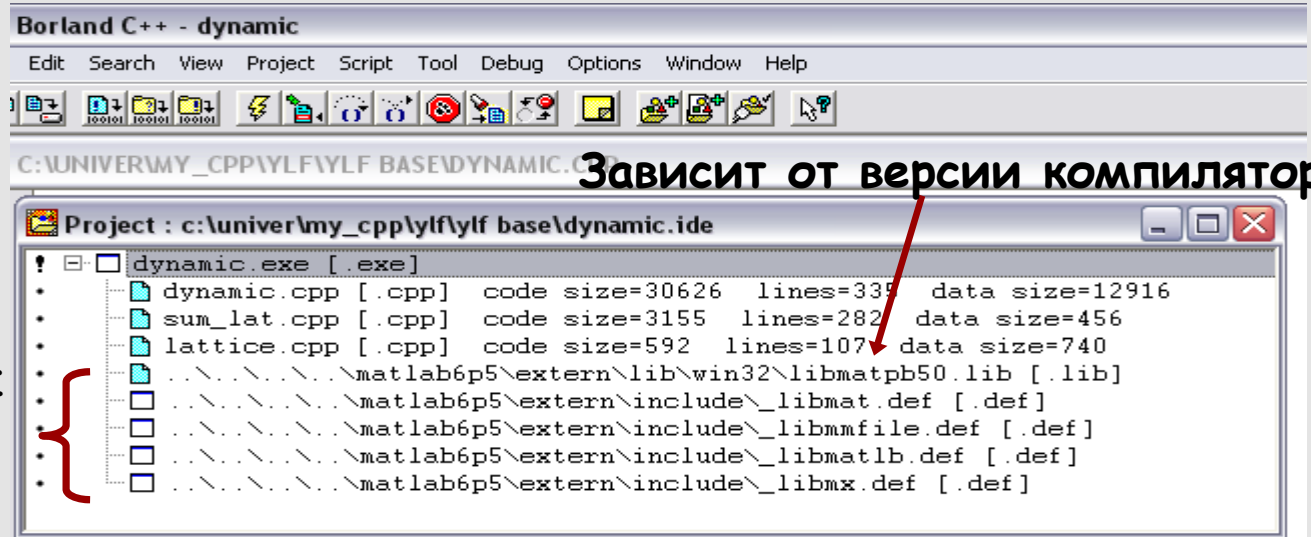 Borland C++ - dynamic
Edit Search View Project Script Tool Debug Options Window Help
C:\UNIVER\MY_CPP\YLF\YLF BASE\DYNAMIC.CPP
Зависит от версии компилятор
Project : c:\univer\my_cpp\ylf\ylf base\dynamic.ide
dynamic.exe [.exe]
dynamic.cpp [.cpp] code size=30626 lines=335 data size=12916
sum_lat.cpp [.cpp] code size=3155 lines=282 data size=456
lattice.cpp [.cpp] code size=592 lines=107 data size=740
..\..\..\..\matlab6p5\extern\lib\win32\libmatpb50.lib [.lib]
..\..\..\..\matlab6p5\extern\include\_libmat.def [.def]
..\..\..\..\matlab6p5\extern\include\_libmmfile.def [.def]
..\..\..\..\matlab6p5\extern\include\_libmatlb.def [.def]
..\..\..\..\matlab6p5\extern\include\_libmx.def [.def]